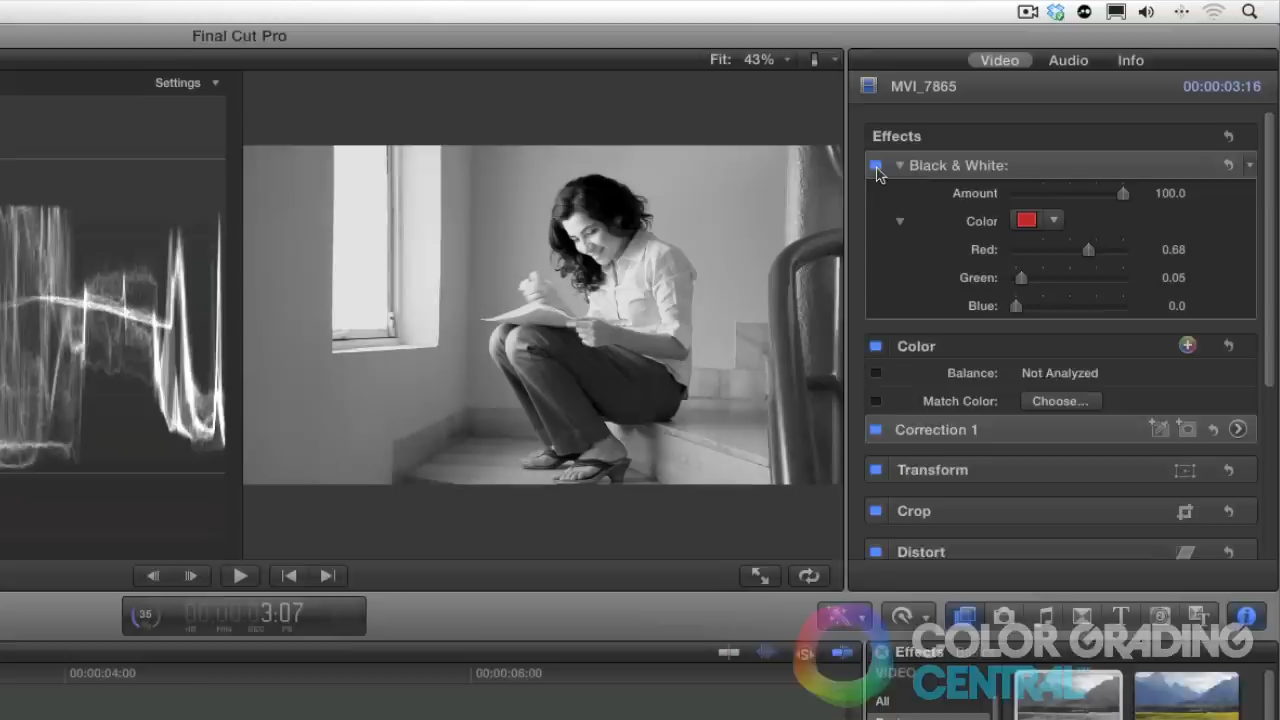 Final Cut Pro
Fit: 43%
Video Audio Info
Settings
MVI_7865 00:00:03:16
Effects
Black & White:
Amount 100.0
Color
Red: 0.68
Green: 0.05
Blue: 0.0
Color
Balance: Not Analyzed
Match Color: Choose...
Correction 1
Transform
Crop
Distort
35 3:07
COLOR GRADING
CENTRAL
Effects
VIDEO
All
00:00:04:00 00:00:06:00